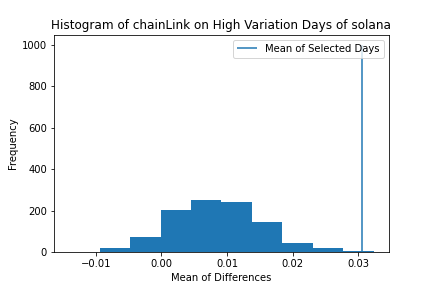 Histogram of chainLink on High Variation Days of solana
Mean of Selected Days
Frequency
1000
800
600
400
200
0
−0.01
0.00
0.01
0.02
0.03
Mean of Differences